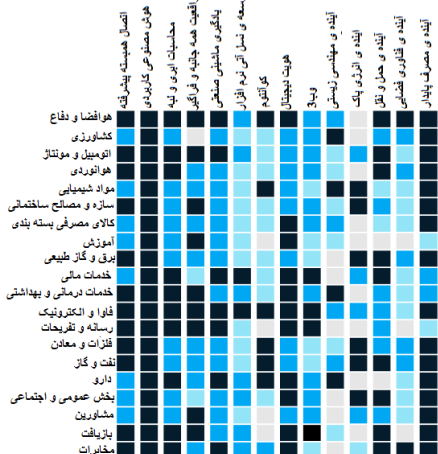 اتصال همبسته پیشرفته
هوش مصنوعی کاربردی
محاسبات ابری و لبه
واقعیت همه جانبه و فراگیر
یادگیری ماشینی صنعتی
توسعه ی نسل آتی نرم افزار
کوآنتوم
هویت دیجیتال
وب3
آینده ی مهندسی زیستی
آینده ی انرژی پاک
آینده ی حمل و نقل
آینده ی فناوری فضایی
آینده ی مصرف پایدار
هوافضا و دفاع
کشاورزی
اتومبیل و مونتاژ
هوانوردی
مواد شیمیایی
سازه و مصالح ساختمانی
کالای مصرفی بسته بندی
آموزش
برق و گاز طبیعی
خدمات مالی
خدمات درمانی و بهداشتی
فاوا و الکترونیک
رسانه و تفریحات
فلزات و معادن
نفت و گاز
دارو
بخش عمومی و اجتماعی
مشاورین
بازیافت
مخابرات